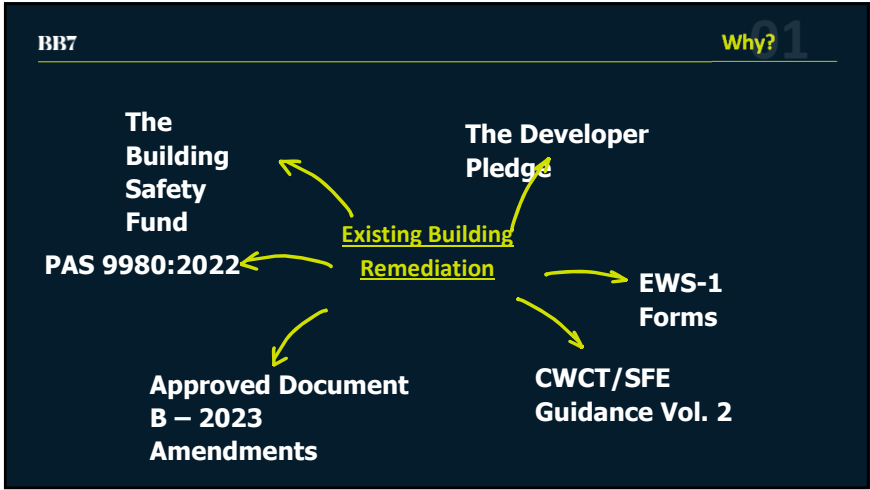 BB7
Why?
01
The
Building
Safety
Fund
The Developer
Pledge
Existing Building
Remediation
PAS 9980:2022
EWS-1
Forms
Approved Document
B – 2023
Amendments
CWCT/SFE
Guidance Vol. 2